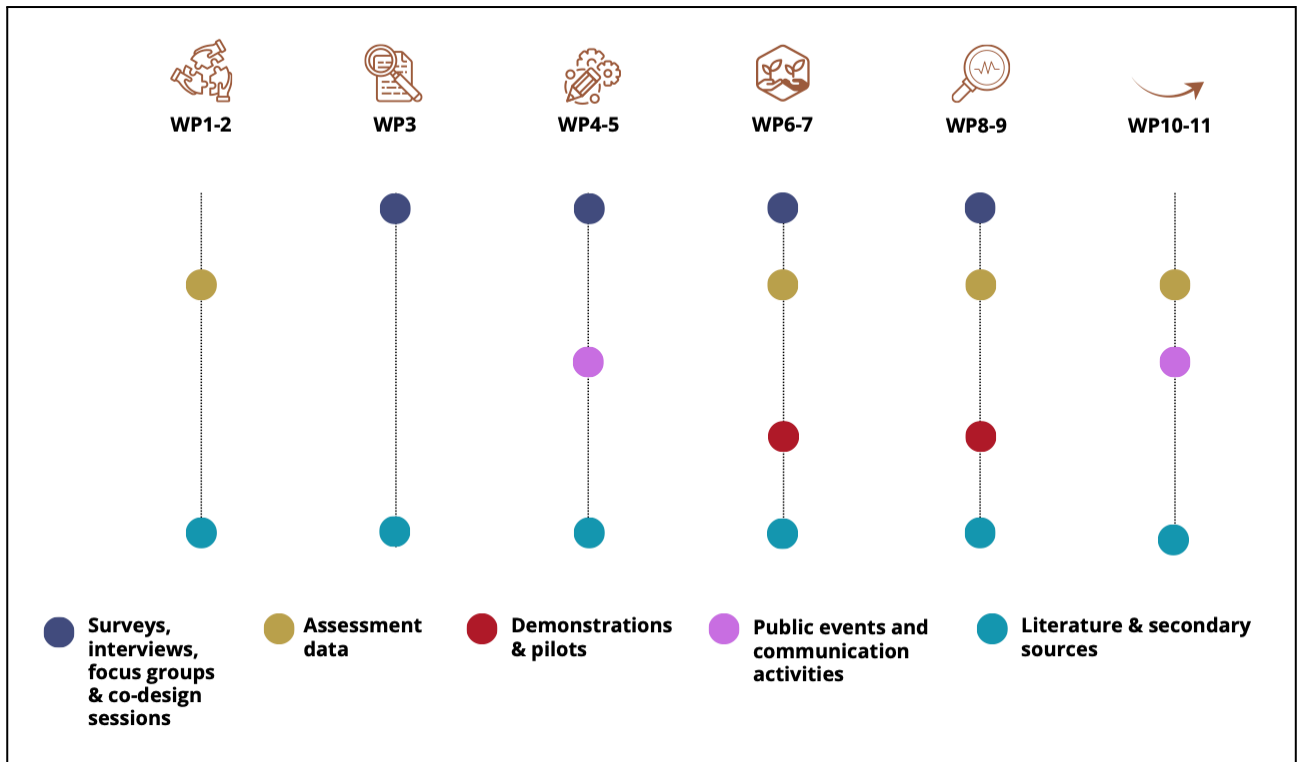 WP1-2
WP3
WP4-5
WP6-7
WP8-9
WP10-11
Surveys,
interviews,
focus groups
& co-design
sessions
Assessment
data
Demonstrations
& pilots
Public events and
communication
activities
Literature & secondary
sources